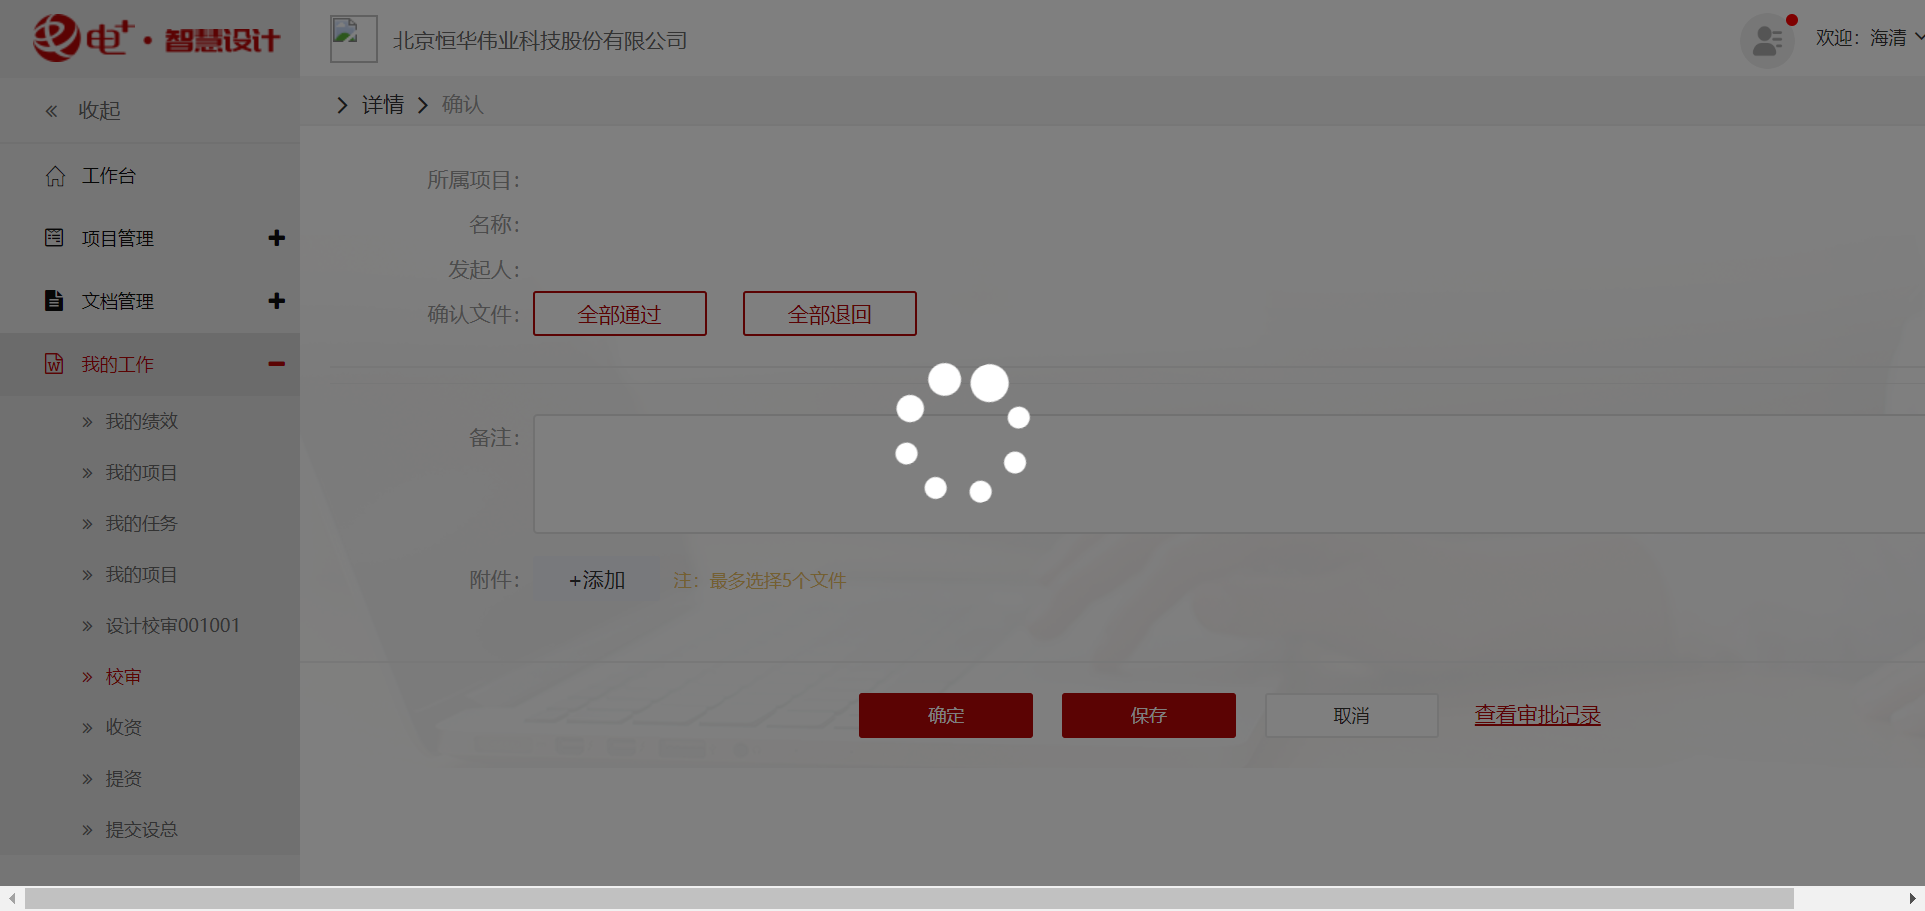 电+·智慧设计
北京恒华伟业科技股份有限公司
欢迎：海清
收起
详情
确认
工作台
项目管理
文档管理
我的工作
我的绩效
我的项目
我的任务
我的项目
设计校审001001
校审
收资
提资
提交设总
所属项目：
名称：
发起人：
确认文件：
全部通过
全部退回
备注：
附件：
+添加
注：最多选择5个文件
确定
保存
取消
查看审批记录